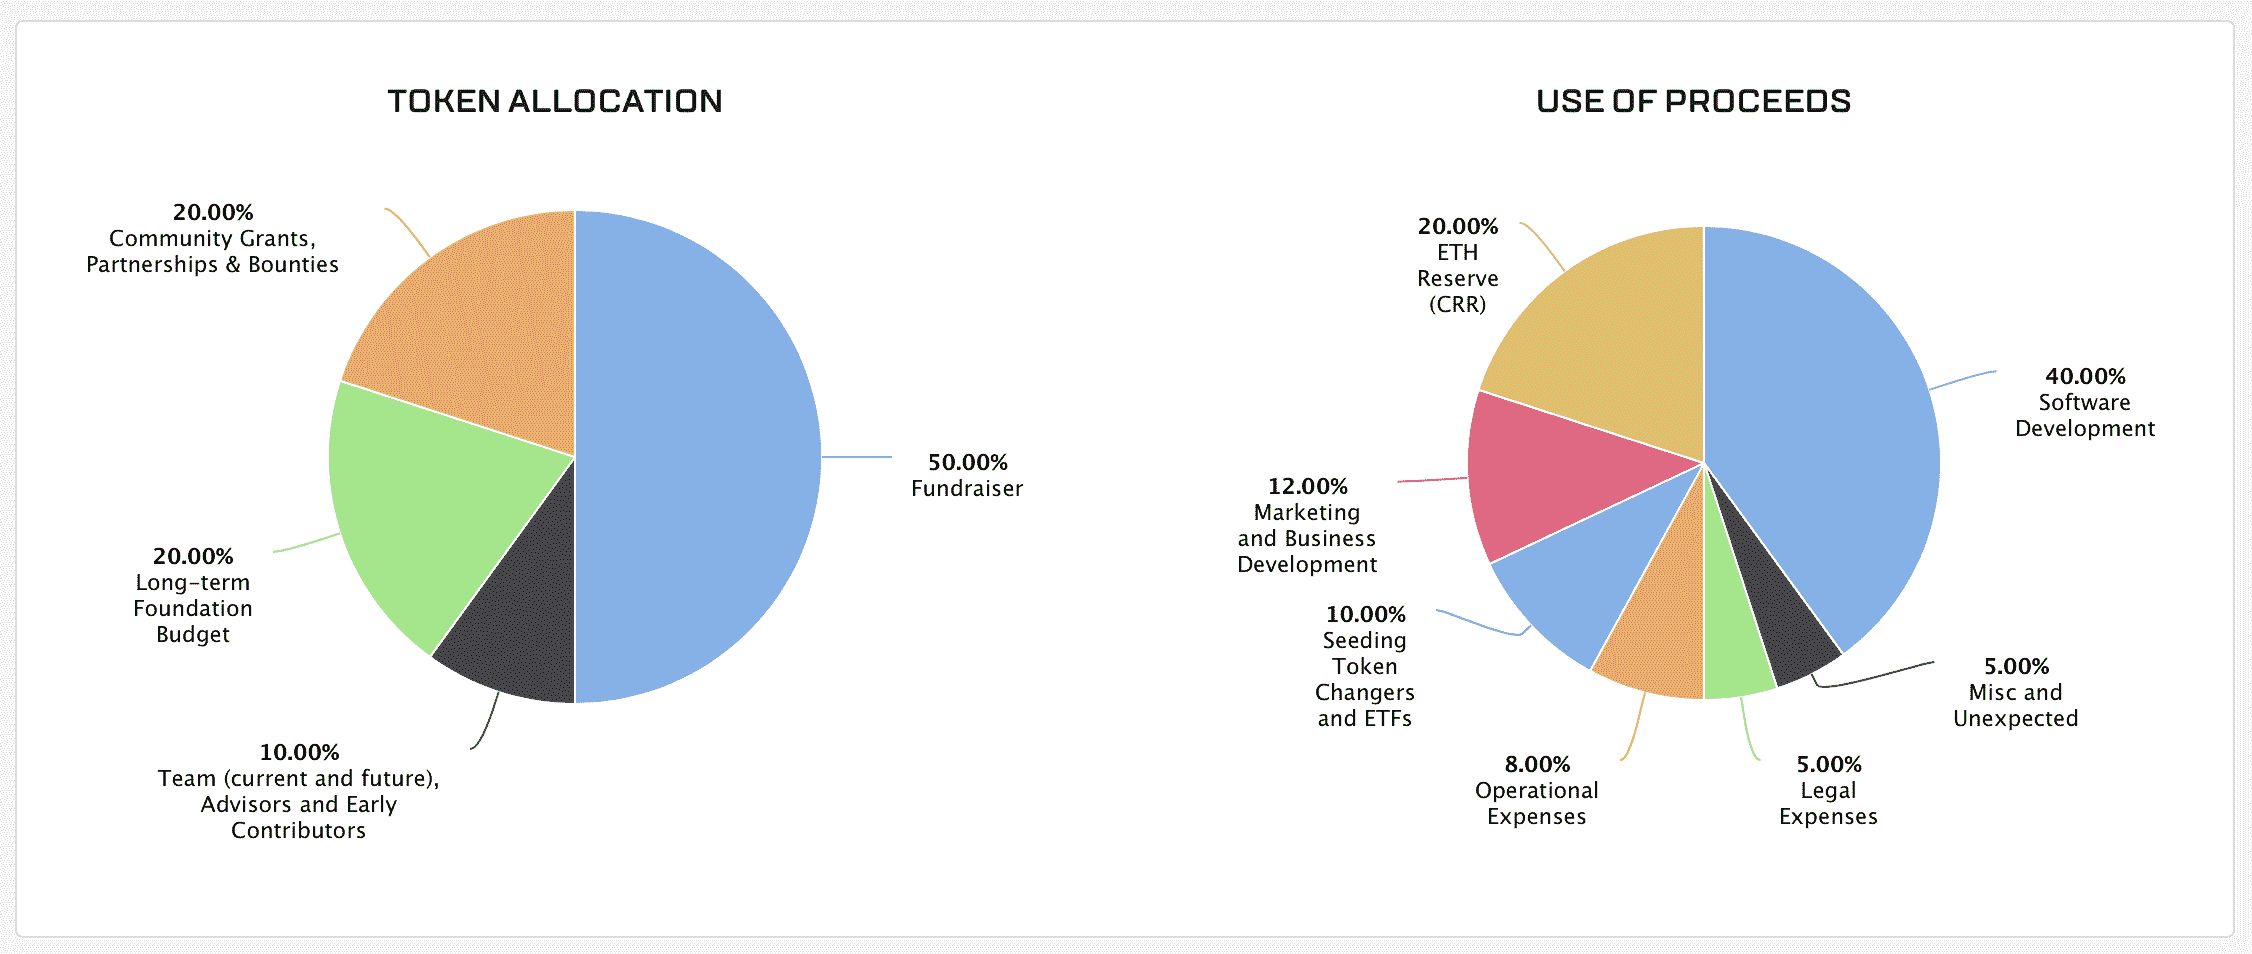 TOKEN ALLOCATION
20.00%
Community Grants,
Partnerships & Bounties
50.00%
Fundraiser
20.00%
Long-term
Foundation
Budget
10.00%
Team (current and future),
Advisors and Early
Contributors
USE OF PROCEEDS
20.00%
ETH
Reserve
(CRR)
40.00%
Software
Development
12.00%
Marketing
and Business
Development
10.00%
Seeding
Token
Changers
and ETFs
5.00%
Misc and
Unexpected
8.00%
Operational
Expenses
5.00%
Legal
Expenses